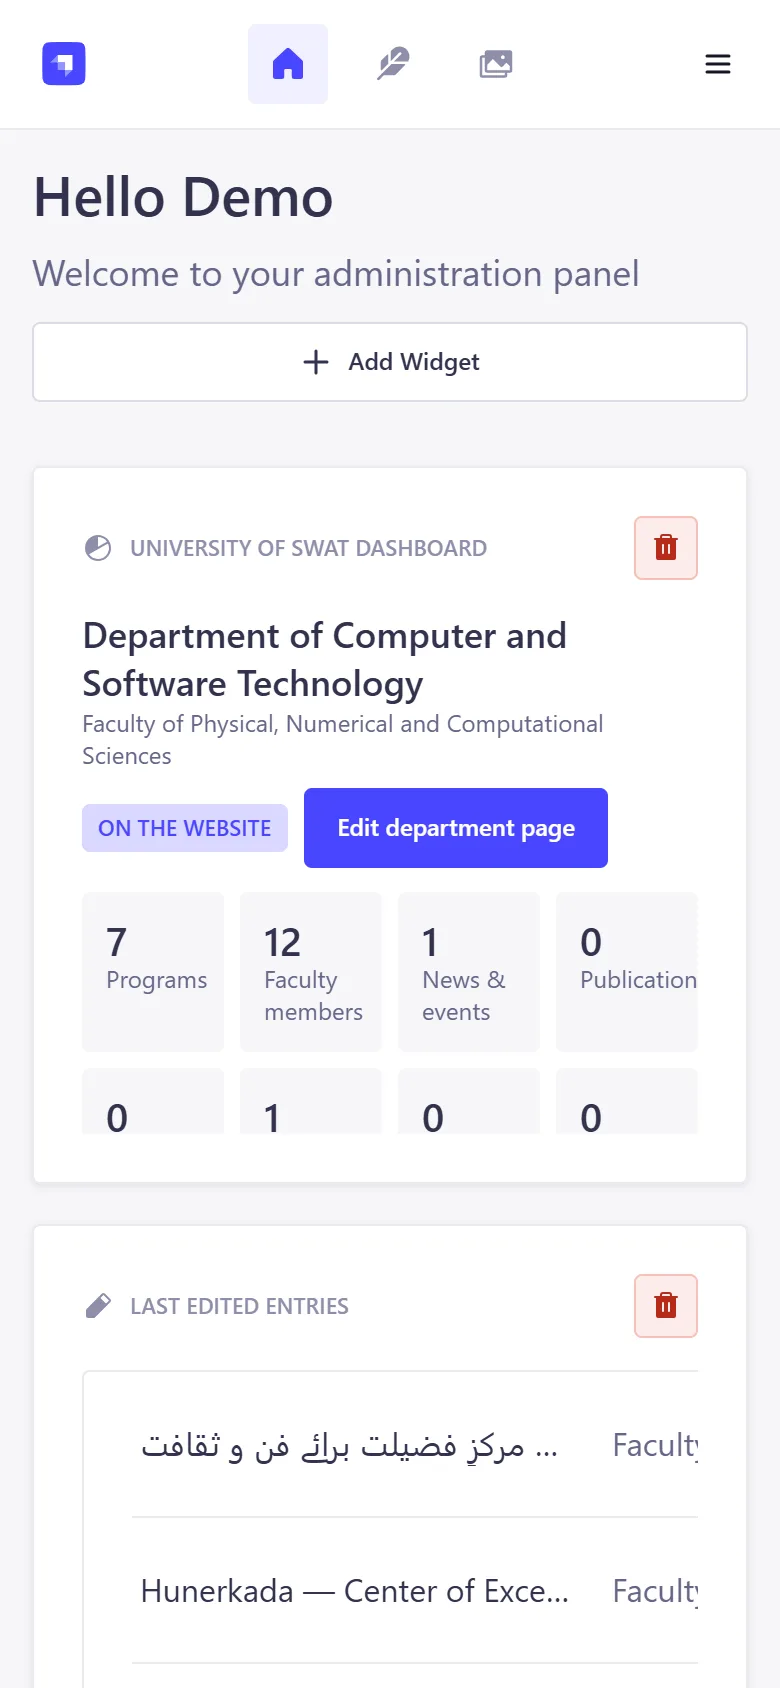 Hello Demo
Welcome to your administration panel
Add Widget
UNIVERSITY OF SWAT DASHBOARD
Department of Computer and
Software Technology
Faculty of Physical, Numerical and Computational
Sciences
ON THE WEBSITE
Edit department page
7
Programs
12
Faculty
members
1
News &
events
0
Publication
0
1
0
0
LAST EDITED ENTRIES
مرکزِ فضیلت برائے فن و ثقافت ...
Faculty
Hunerkada — Center of Exce...
Faculty